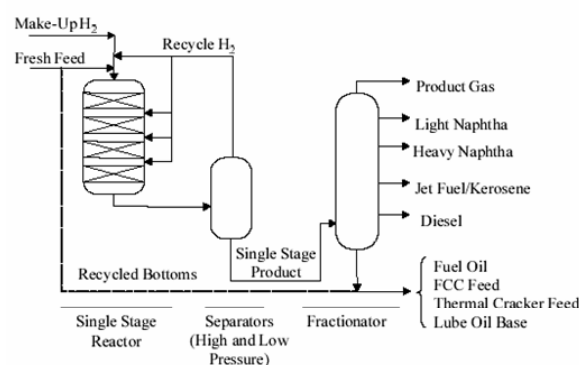 Make-Up H2
Recycle H2
Fresh Feed
Product Gas
Light Naphtha
Heavy Naphtha
Jet Fuel/Kerosene
Diesel
Single Stage
Product
Recycled Bottoms
Fuel Oil
FCC Feed
Thermal Cracker Feed
Lube Oil Base
Single Stage
Reactor
Separators
(High and Low
Pressure)
Fractionator